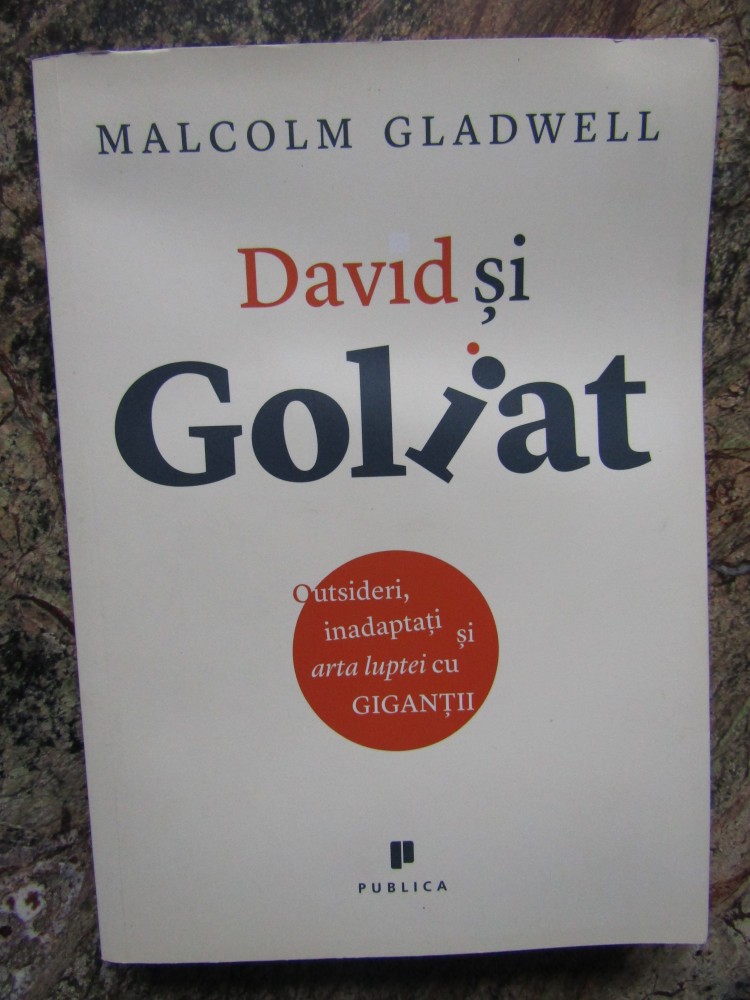 MALCOLM GLADWELL
David și
Goliat
Outsideri,
inadaptați și
arta luptei cu
GIGANȚII
PUBLICA